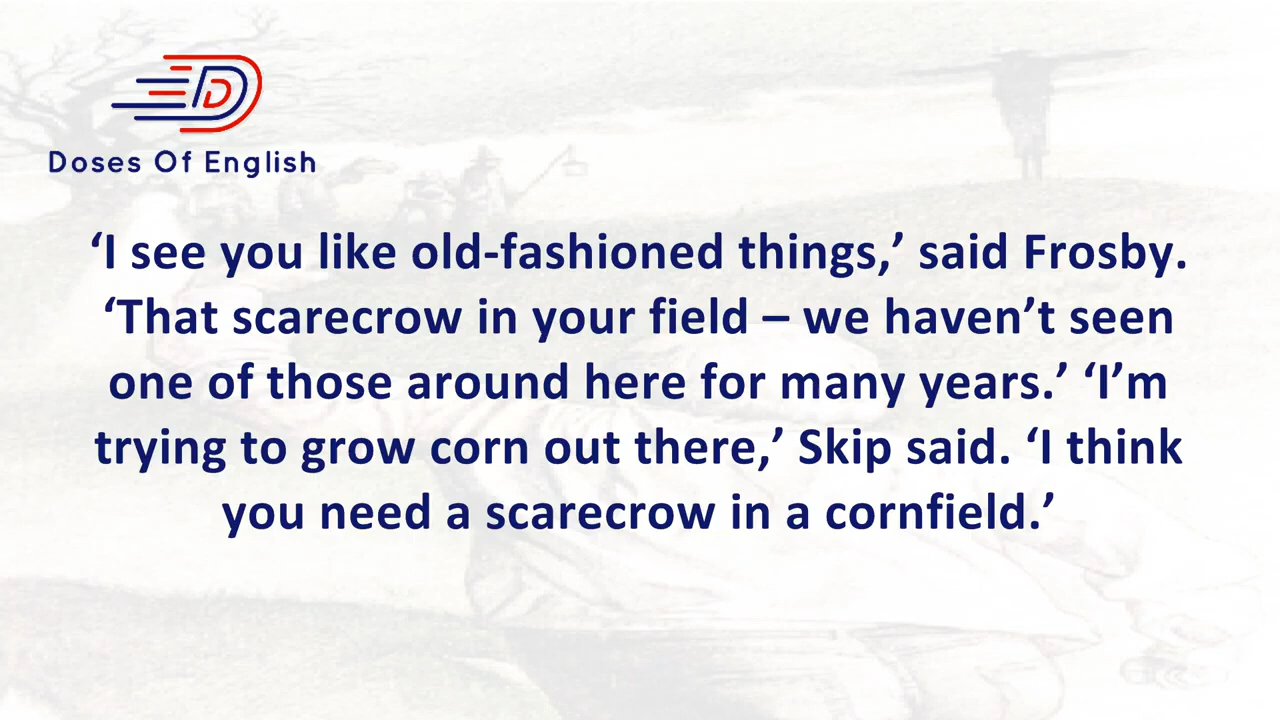 Doses Of English
‘I see you like old-fashioned things,’ said Frosby.
‘That scarecrow in your field – we haven’t seen
one of those around here for many years.’ ‘I’m
trying to grow corn out there,’ Skip said. ‘I think
you need a scarecrow in a cornfield.’